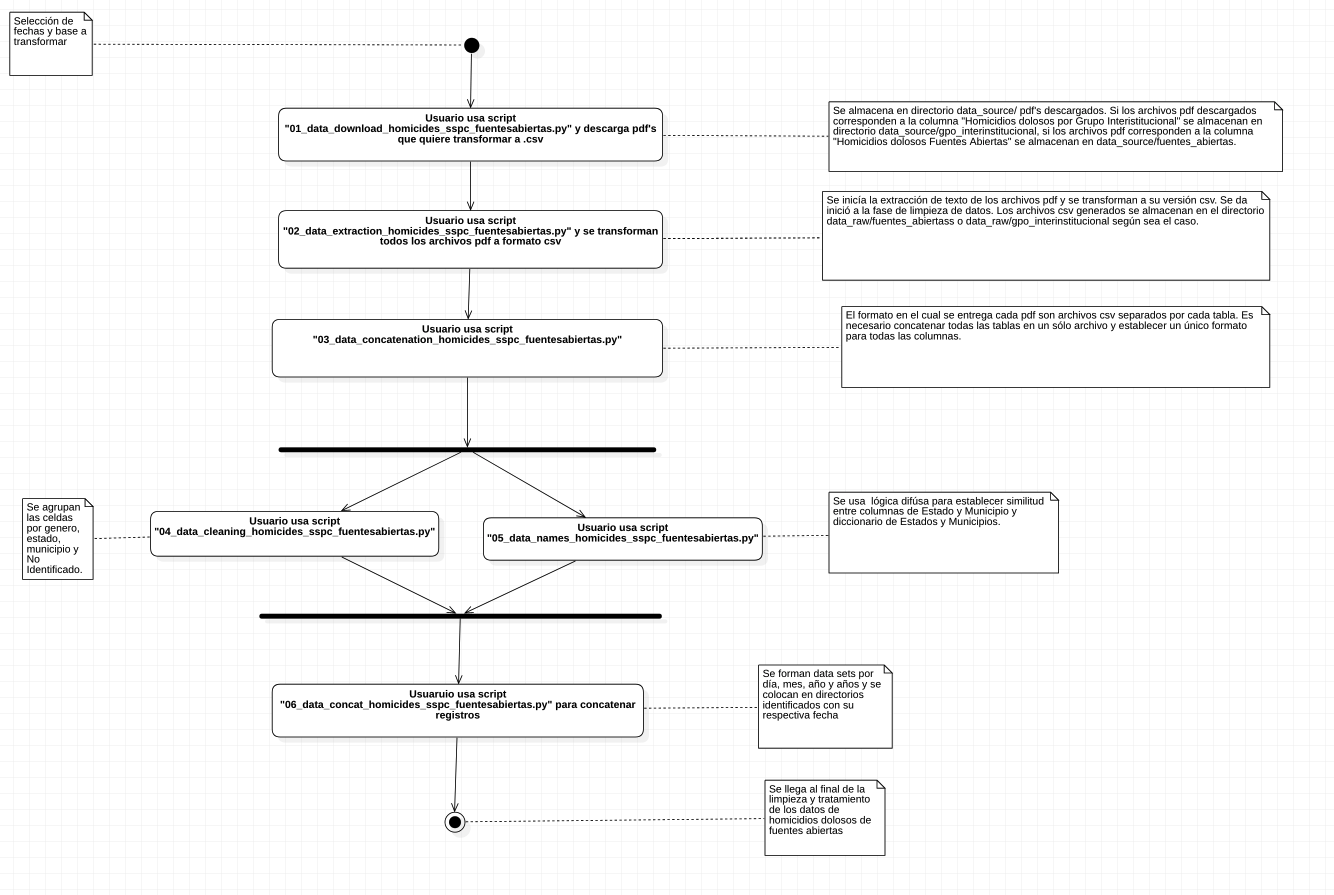 Selección de
fechas y base a
transformar
Usuario usa script
"01_data_download_homicides_sspc_fuentesabiertas.py" y descarga pdf's
que quiere transformar a .csv
Se almacena en directorio data_source/ pdf's descargados. Si los archivos pdf descargados
corresponden a la columna "Homicidios dolosos por Grupo Interistitucional" se almacenan en
directorio data_source/gpo_interinstitucional, si los archivos pdf corresponden a la columna
"Homicidios dolosos Fuentes Abiertas" se almacenan en data_source/fuentes_abiertas.
Usuario usa script
"02_data_extraction_homicides_sspc_fuentesabiertas.py" y se transforman
todos los archivos pdf a formato csv
Se inicía la extracción de texto de los archivos pdf y se transforman a su versión csv. Se da
inició a la fase de limpieza de datos. Los archivos csv generados se almacenan en el directorio
data_raw/fuentes_abiertass o data_raw/gpo_interinstitucional según sea el caso.
Usuario usa script
"03_data_concatenation_homicides_sspc_fuentesabiertas.py"
El formato en el cual se entrega cada pdf son archivos csv separados por cada tabla. Es
necesario concatenar todas las tablas en un sólo archivo y establecer un único formato
para todas las columnas.
Se agrupan
las celdas
por genero,
estado,
municipio y
No
Identificado.
Usuario usa script
"04_data_cleaning_homicides_sspc_fuentesabiertas.py"
Usuario usa script
"05_data_names_homicides_sspc_fuentesabiertas.py"
Se usa  lógica difúsa para establecer similitud
entre columnas de Estado y Municipio y
diccionario de Estados y Municipios.
Usuaruio usa script
"06_data_concat_homicides_sspc_fuentesabiertas.py" para concatenar
registros
Se forman data sets por
día, mes, año y años y se
colocan en directorios
identificados con su
respectiva fecha
Se llega al final de la
limpieza y tratamiento
de los datos de
homicidios dolosos de
fuentes abiertas